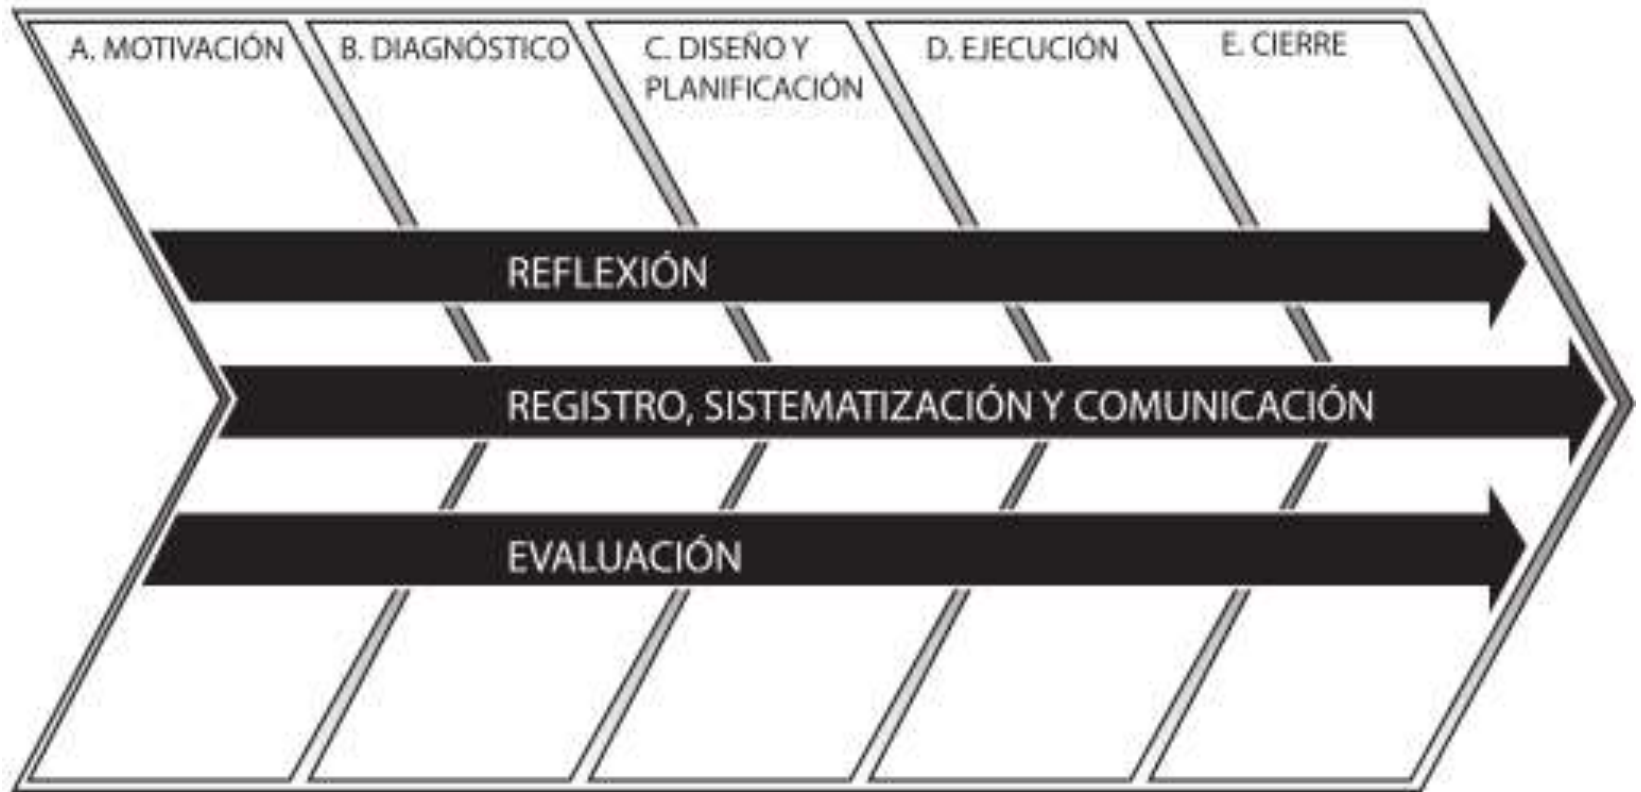 A. MOTIVACIÓN
B. DIAGNÓSTICO
C. DISEÑO Y
PLANIFICACIÓN
D. EJECUCIÓN
E. CIERRE
REFLEXIÓN
REGISTRO, SISTEMATIZACIÓN Y COMUNICACIÓN
EVALUACIÓN